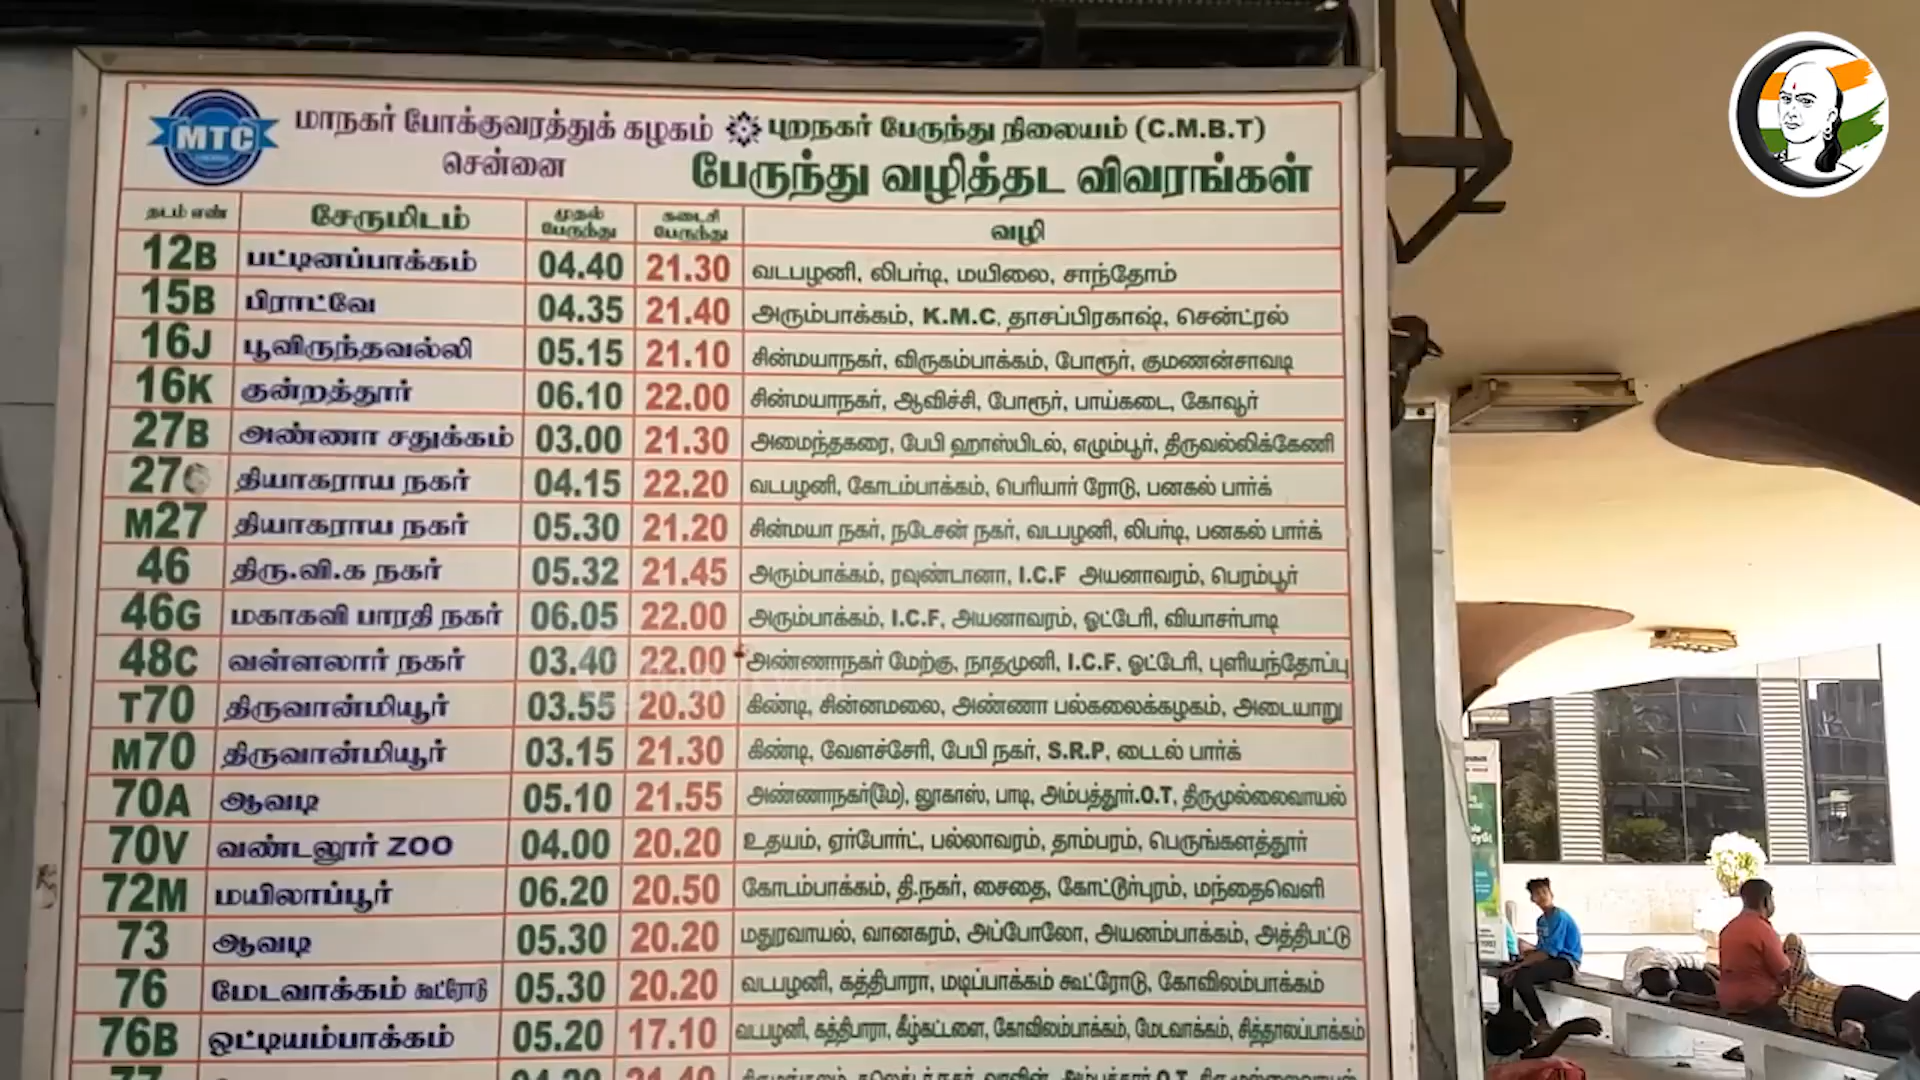 MTC
மாநகர் போக்குவரத்துக் கழகம் புறநகர் பேருந்து நிலையம் (C.M.B.T)
சென்னை பேருந்து வழித்தட விவரங்கள்
தடம் எண் சேருமிடம் முதல் பேருந்து கடைசி பேருந்து வழி
12B பட்டினப்பாக்கம் 04.40 21.30 வடபழனி, லிபர்டி, மயிலை, சாந்தோம்
15B பிராட்வே 04.35 21.40 அரும்பாக்கம், K.M.C, தாசப்பிரகாஷ், சென்ட்ரல்
16J பூவிருந்தவல்லி 05.15 21.10 சின்மயாநகர், விருகம்பாக்கம், போரூர், குமணன்சாவடி
16K குன்றத்தூர் 06.10 22.00 சின்மயாநகர், ஆவிச்சி, போரூர், பாய்கடை, கோவூர்
27B அண்ணா சதுக்கம் 03.00 21.30 அமைந்தகரை, பேபி ஹாஸ்பிடல், எழும்பூர், திருவல்லிக்கேணி
27C தியாகராய நகர் 04.15 22.20 வடபழனி, கோடம்பாக்கம், பெரியார் ரோடு, பனகல் பார்க்
M27 தியாகராய நகர் 05.30 21.20 சின்மயா நகர், நடேசன் நகர், வடபழனி, லிபர்டி, பனகல் பார்க்
46 திரு.வி.க நகர் 05.32 21.45 அரும்பாக்கம், ரவுண்டானா, I.C.F அயனாவரம், பெரம்பூர்
46G மகாகவி பாரதி நகர் 06.05 22.00 அரும்பாக்கம், I.C.F, அயனாவரம், ஓட்டேரி, வியாசர்பாடி
48C வள்ளலார் நகர் 03.40 22.00 அண்ணாநகர் மேற்கு, நாதமுனி, I.C.F, ஓட்டேரி, புளியந்தோப்பு
T70 திருவான்மியூர் 03.55 20.30 கிண்டி, சின்னமலை, அண்ணா பல்கலைக்கழகம், அடையாறு
M70 திருவான்மியூர் 03.15 21.30 கிண்டி, வேளச்சேரி, பேபி நகர், S.R.P, டைடல் பார்க்
70A ஆவடி 05.10 21.55 அண்ணாநகர்(மே), லூகாஸ், பாடி, அம்பத்தூர்.O.T, திருமுல்லைவாயல்
70V வண்டலூர் ZOO 04.00 20.20 உதயம், ஏர்போர்ட், பல்லாவரம், தாம்பரம், பெருங்களத்தூர்
72M மயிலாப்பூர் 06.20 20.50 கோடம்பாக்கம், தி.நகர், சைதை, கோட்டூர்புரம், மந்தைவெளி
73 ஆவடி 05.30 20.20 மதுரவாயல், வானகரம், அப்போலோ, அயனம்பாக்கம், அத்திபட்டு
76 மேடவாக்கம் கூட்ரோடு 05.30 20.20 வடபழனி, கத்திபாரா, மடிப்பாக்கம் கூட்ரோடு, கோவிலம்பாக்கம்
76B ஒட்டியம்பாக்கம் 05.20 17.10 வடபழனி, கத்திபாரா, கீழ்கட்டளை, கோவிலம்பாக்கம், மேடவாக்கம், சித்தாலப்பாக்கம்
77